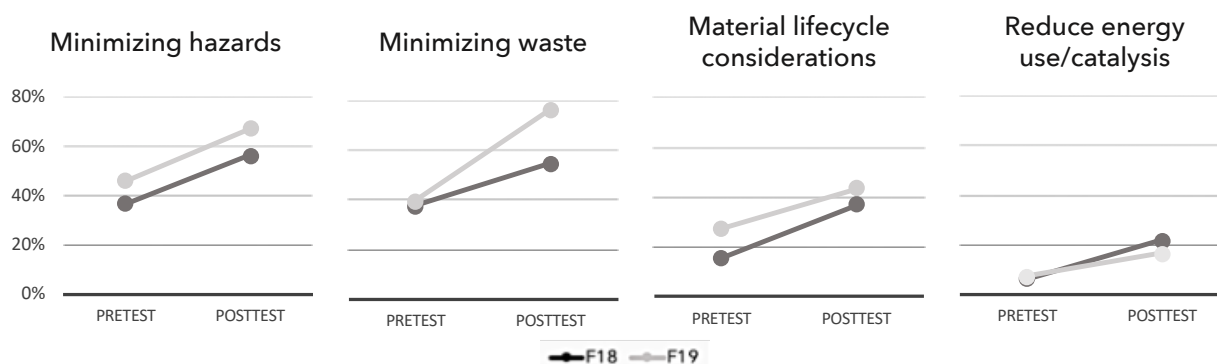 Minimizing hazards
Minimizing waste
Material lifecycle
considerations
Reduce energy
use/catalysis
80%
60%
40%
20%
0%
PRETEST POSTTEST
PRETEST POSTTEST
PRETEST POSTTEST
PRETEST POSTTEST
F18 F19